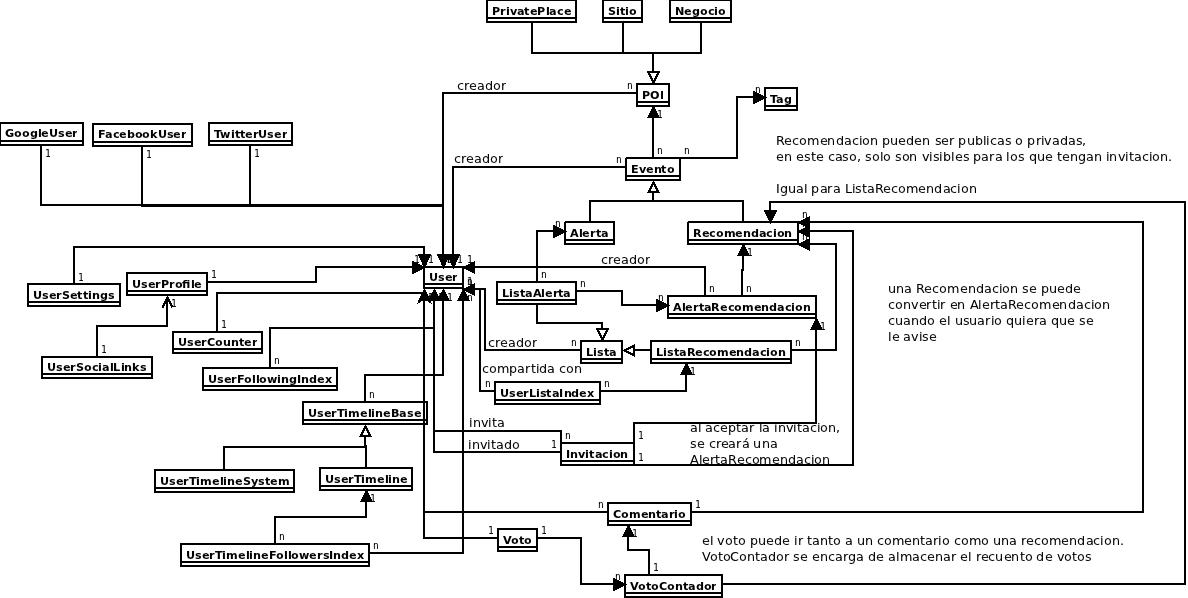 PrivatePlace
Sitio
Negocio
creador
n
n
POI
1
n
Tag
GoogleUser
FacebookUser
TwitterUser
1
1
1
Recomendacion pueden ser publicas o privadas,
en este caso, solo son visibles para los que tengan invitacion.
creador
n
n
n
Evento
Igual para ListaRecomendacion
n
Alerta
n
Recomendacion
n
creador
User
1
UserSettings
UserProfile
1
1
n
ListaAlerta
n
n
n
1
AlertaRecomendacion
una Recomendacion se puede
convertir en AlertaRecomendacion
cuando el usuario quiera que se
le avise
1
UserCounter
1
UserSocialLinks
n
UserFollowingIndex
creador
n
Lista
ListaRecomendacion
n
1
compartida con
n
UserListaIndex
n
1
n
UserTimelineBase
invita
n
1
al aceptar la invitacion,
se creará una
AlertaRecomendacion
invitado
1
Invitacion
1
UserTimelineSystem
UserTimeline
1
n
Comentario
1
1
n
UserTimelineFollowersIndex
n
1
Voto
1
el voto puede ir tanto a un comentario como una recomendacion.
VotoContador se encarga de almacenar el recuento de votos
1
n
VotoContador